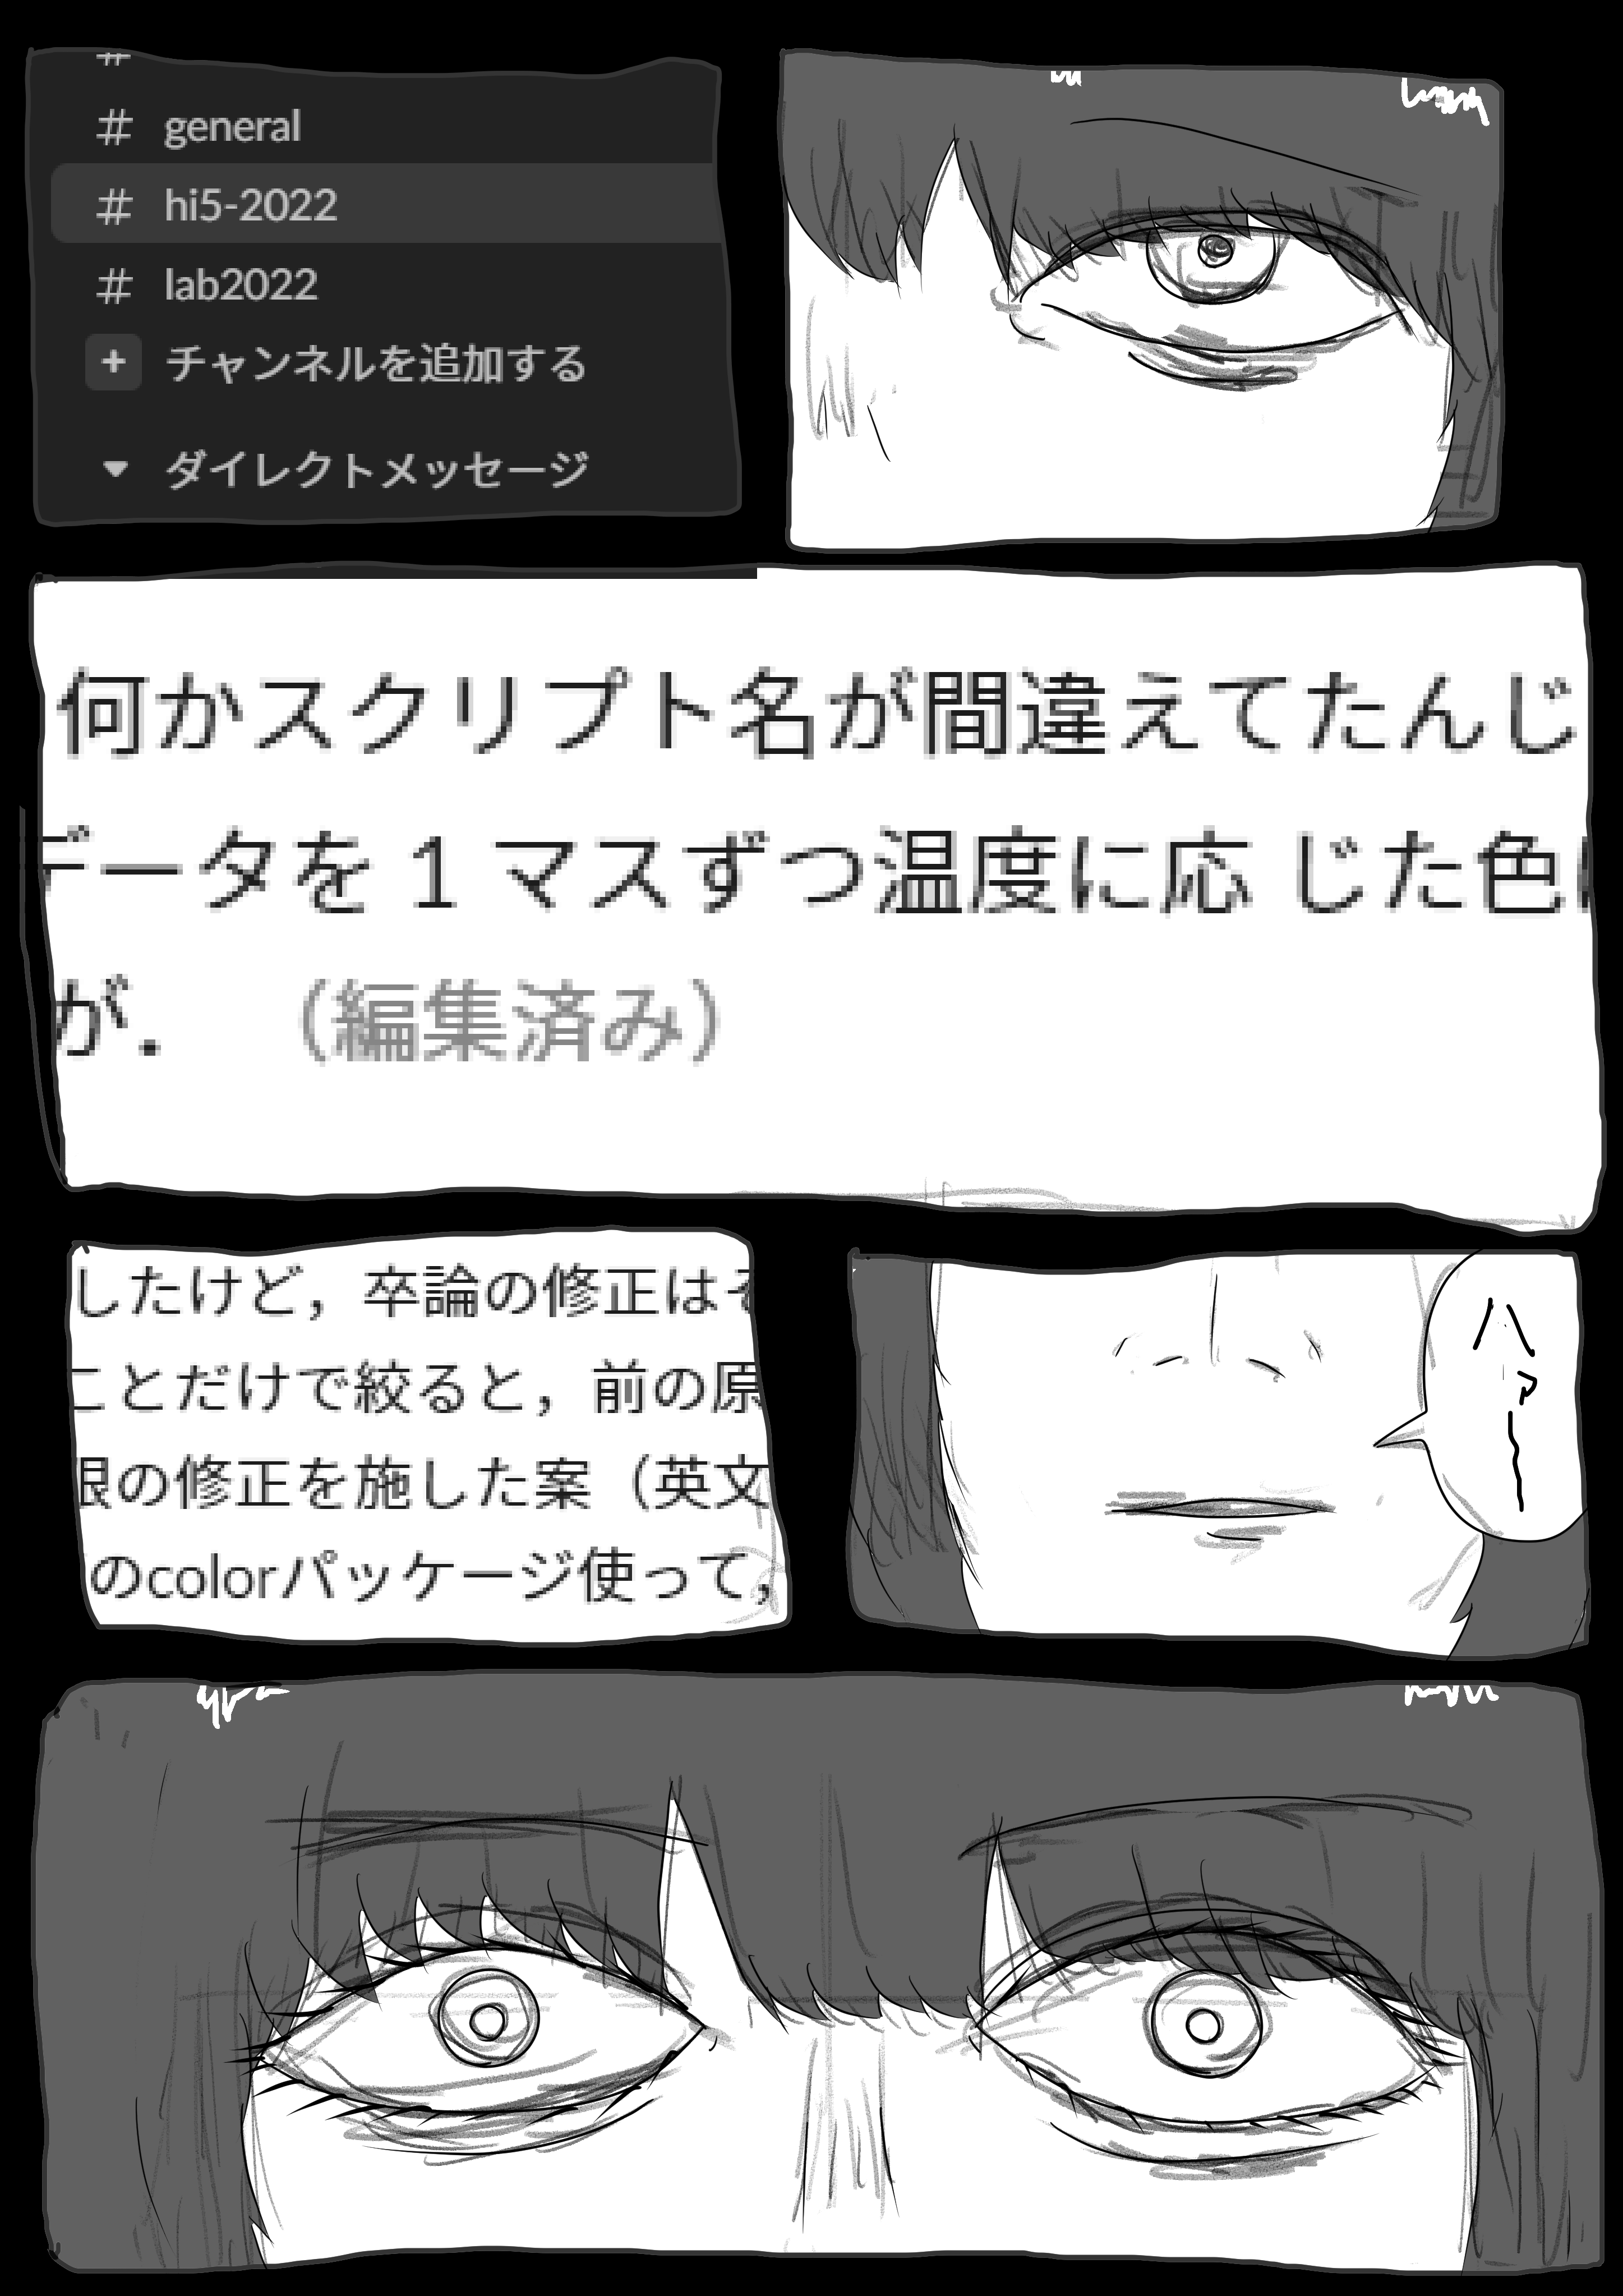 #
# general
# hi5-2022
# lab2022
+ チャンネルを追加する
ダイレクトメッセージ
何かスクリプト名が間違えてたんじ
データを1マスずつ温度に応 じた色に
が． （編集済み）
したけど，卒論の修正はそ
ことだけで絞ると，前の原
限の修正を施した案（英文
のcolorパッケージ使って，
ハァー